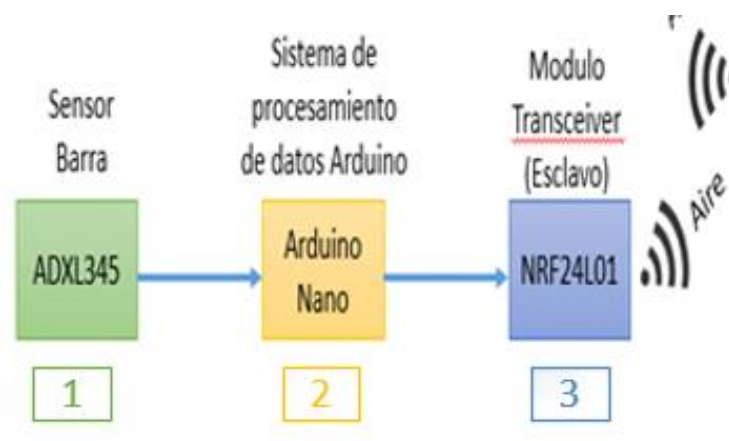 Sensor
Barra
ADXL345
1
Sistema de
procesamiento
de datos Arduino
Arduino
Nano
2
Modulo
Transceiver
(Esclavo)
NRF24L01
3
Aire